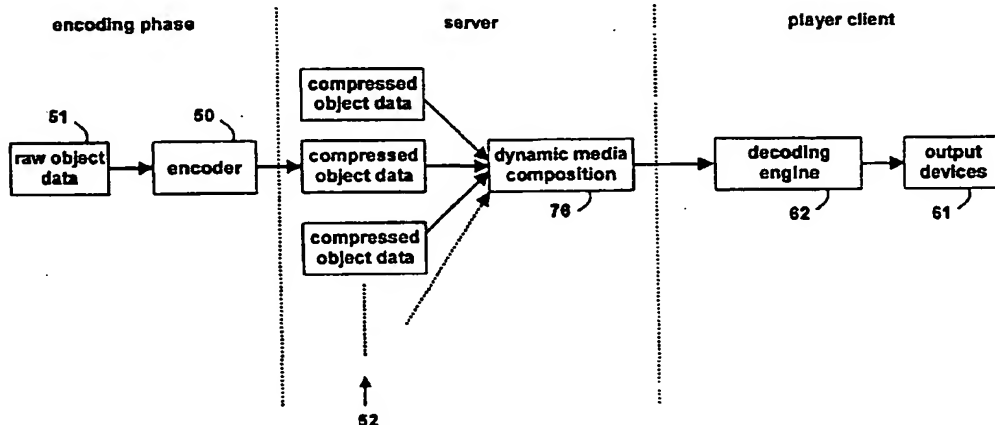 encoding phase
server
player client
51
raw object
data
50
encoder
compressed
object data
compressed
object data
compressed
object data
52
dynamic media
composition
76
decoding
engine
62
output
devices
61